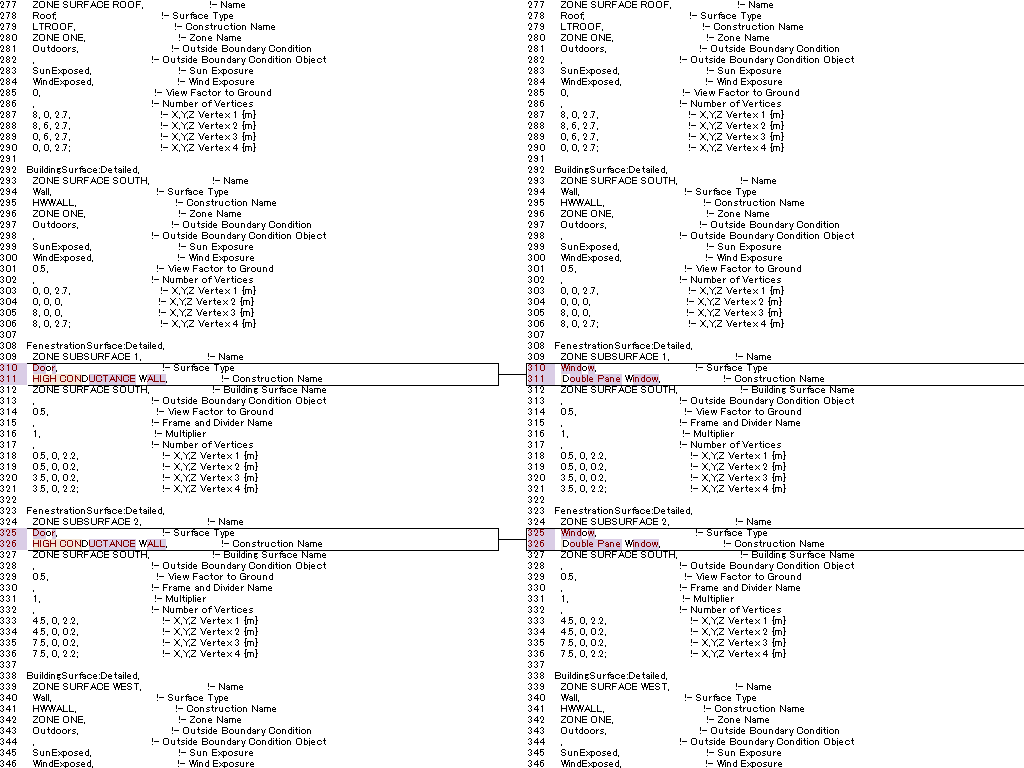 277 ZONE SURFACE ROOF, !- Name
278 Roof, !- Surface Type
279 LTROOF, !- Construction Name
280 ZONE ONE, !- Zone Name
281 Outdoors, !- Outside Boundary Condition
282 , !- Outside Boundary Condition Object
283 SunExposed, !- Sun Exposure
284 WindExposed, !- Wind Exposure
285 0, !- View Factor to Ground
286 , !- Number of Vertices
287 8, 0, 2.7, !- X,Y,Z Vertex 1 {m}
288 8, 6, 2.7, !- X,Y,Z Vertex 2 {m}
289 0, 6, 2.7, !- X,Y,Z Vertex 3 {m}
290 0, 0, 2.7; !- X,Y,Z Vertex 4 {m}
291
292 BuildingSurface:Detailed,
293 ZONE SURFACE SOUTH, !- Name
294 Wall, !- Surface Type
295 HWWALL, !- Construction Name
296 ZONE ONE, !- Zone Name
297 Outdoors, !- Outside Boundary Condition
298 , !- Outside Boundary Condition Object
299 SunExposed, !- Sun Exposure
300 WindExposed, !- Wind Exposure
301 0.5, !- View Factor to Ground
302 , !- Number of Vertices
303 0, 0, 2.7, !- X,Y,Z Vertex 1 {m}
304 0, 0, 0, !- X,Y,Z Vertex 2 {m}
305 8, 0, 0, !- X,Y,Z Vertex 3 {m}
306 8, 0, 2.7; !- X,Y,Z Vertex 4 {m}
307
308 FenestrationSurface:Detailed,
309 ZONE SUBSURFACE 1, !- Name
310 Door, !- Surface Type
311 HIGH CONDUCTANCE WALL, !- Construction Name
312 ZONE SURFACE SOUTH, !- Building Surface Name
313 , !- Outside Boundary Condition Object
314 0.5, !- View Factor to Ground
315 , !- Frame and Divider Name
316 1, !- Multiplier
317 , !- Number of Vertices
318 0.5, 0, 2.2, !- X,Y,Z Vertex 1 {m}
319 0.5, 0, 0.2, !- X,Y,Z Vertex 2 {m}
320 3.5, 0, 0.2, !- X,Y,Z Vertex 3 {m}
321 3.5, 0, 2.2; !- X,Y,Z Vertex 4 {m}
322
323 FenestrationSurface:Detailed,
324 ZONE SUBSURFACE 2, !- Name
325 Door, !- Surface Type
326 HIGH CONDUCTANCE WALL, !- Construction Name
327 ZONE SURFACE SOUTH, !- Building Surface Name
328 , !- Outside Boundary Condition Object
329 0.5, !- View Factor to Ground
330 , !- Frame and Divider Name
331 1, !- Multiplier
332 , !- Number of Vertices
333 4.5, 0, 2.2, !- X,Y,Z Vertex 1 {m}
334 4.5, 0, 0.2, !- X,Y,Z Vertex 2 {m}
335 7.5, 0, 0.2, !- X,Y,Z Vertex 3 {m}
336 7.5, 0, 2.2; !- X,Y,Z Vertex 4 {m}
337
338 BuildingSurface:Detailed,
339 ZONE SURFACE WEST, !- Name
340 Wall, !- Surface Type
341 HWWALL, !- Construction Name
342 ZONE ONE, !- Zone Name
343 Outdoors, !- Outside Boundary Condition
344 , !- Outside Boundary Condition Object
345 SunExposed, !- Sun Exposure
346 WindExposed, !- Wind Exposure
277 ZONE SURFACE ROOF, !- Name
278 Roof, !- Surface Type
279 LTROOF, !- Construction Name
280 ZONE ONE, !- Zone Name
281 Outdoors, !- Outside Boundary Condition
282 , !- Outside Boundary Condition Object
283 SunExposed, !- Sun Exposure
284 WindExposed, !- Wind Exposure
285 0, !- View Factor to Ground
286 , !- Number of Vertices
287 8, 0, 2.7, !- X,Y,Z Vertex 1 {m}
288 8, 6, 2.7, !- X,Y,Z Vertex 2 {m}
289 0, 6, 2.7, !- X,Y,Z Vertex 3 {m}
290 0, 0, 2.7; !- X,Y,Z Vertex 4 {m}
291
292 BuildingSurface:Detailed,
293 ZONE SURFACE SOUTH, !- Name
294 Wall, !- Surface Type
295 HWWALL, !- Construction Name
296 ZONE ONE, !- Zone Name
297 Outdoors, !- Outside Boundary Condition
298 , !- Outside Boundary Condition Object
299 SunExposed, !- Sun Exposure
300 WindExposed, !- Wind Exposure
301 0.5, !- View Factor to Ground
302 , !- Number of Vertices
303 0, 0, 2.7, !- X,Y,Z Vertex 1 {m}
304 0, 0, 0, !- X,Y,Z Vertex 2 {m}
305 8, 0, 0, !- X,Y,Z Vertex 3 {m}
306 8, 0, 2.7; !- X,Y,Z Vertex 4 {m}
307
308 FenestrationSurface:Detailed,
309 ZONE SUBSURFACE 1, !- Name
310 Window, !- Surface Type
311 Double Pane Window, !- Construction Name
312 ZONE SURFACE SOUTH, !- Building Surface Name
313 , !- Outside Boundary Condition Object
314 0.5, !- View Factor to Ground
315 , !- Frame and Divider Name
316 1, !- Multiplier
317 , !- Number of Vertices
318 0.5, 0, 2.2, !- X,Y,Z Vertex 1 {m}
319 0.5, 0, 0.2, !- X,Y,Z Vertex 2 {m}
320 3.5, 0, 0.2, !- X,Y,Z Vertex 3 {m}
321 3.5, 0, 2.2; !- X,Y,Z Vertex 4 {m}
322
323 FenestrationSurface:Detailed,
324 ZONE SUBSURFACE 2, !- Name
325 Window, !- Surface Type
326 Double Pane Window, !- Construction Name
327 ZONE SURFACE SOUTH, !- Building Surface Name
328 , !- Outside Boundary Condition Object
329 0.5, !- View Factor to Ground
330 , !- Frame and Divider Name
331 1, !- Multiplier
332 , !- Number of Vertices
333 4.5, 0, 2.2, !- X,Y,Z Vertex 1 {m}
334 4.5, 0, 0.2, !- X,Y,Z Vertex 2 {m}
335 7.5, 0, 0.2, !- X,Y,Z Vertex 3 {m}
336 7.5, 0, 2.2; !- X,Y,Z Vertex 4 {m}
337
338 BuildingSurface:Detailed,
339 ZONE SURFACE WEST, !- Name
340 Wall, !- Surface Type
341 HWWALL, !- Construction Name
342 ZONE ONE, !- Zone Name
343 Outdoors, !- Outside Boundary Condition
344 , !- Outside Boundary Condition Object
345 SunExposed, !- Sun Exposure
346 WindExposed, !- Wind Exposure